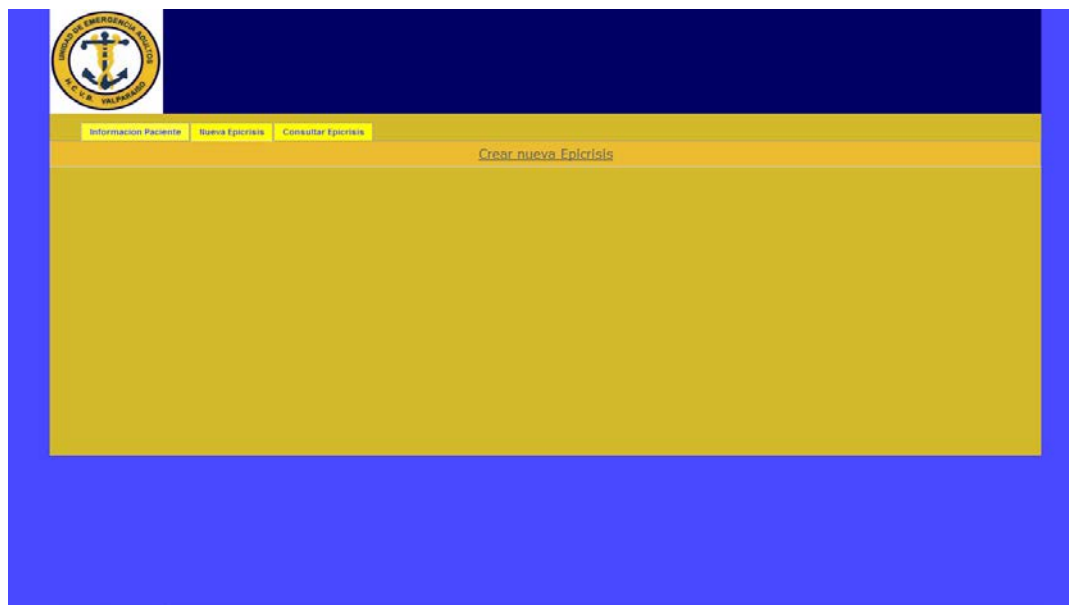 UNIDAD DE EMERGENCIA ADULTOS
H.C.V.B. VALPARAISO
Informacion Paciente Nueva Epicrisis Consultar Epicrisis
Crear nueva Epicrisis